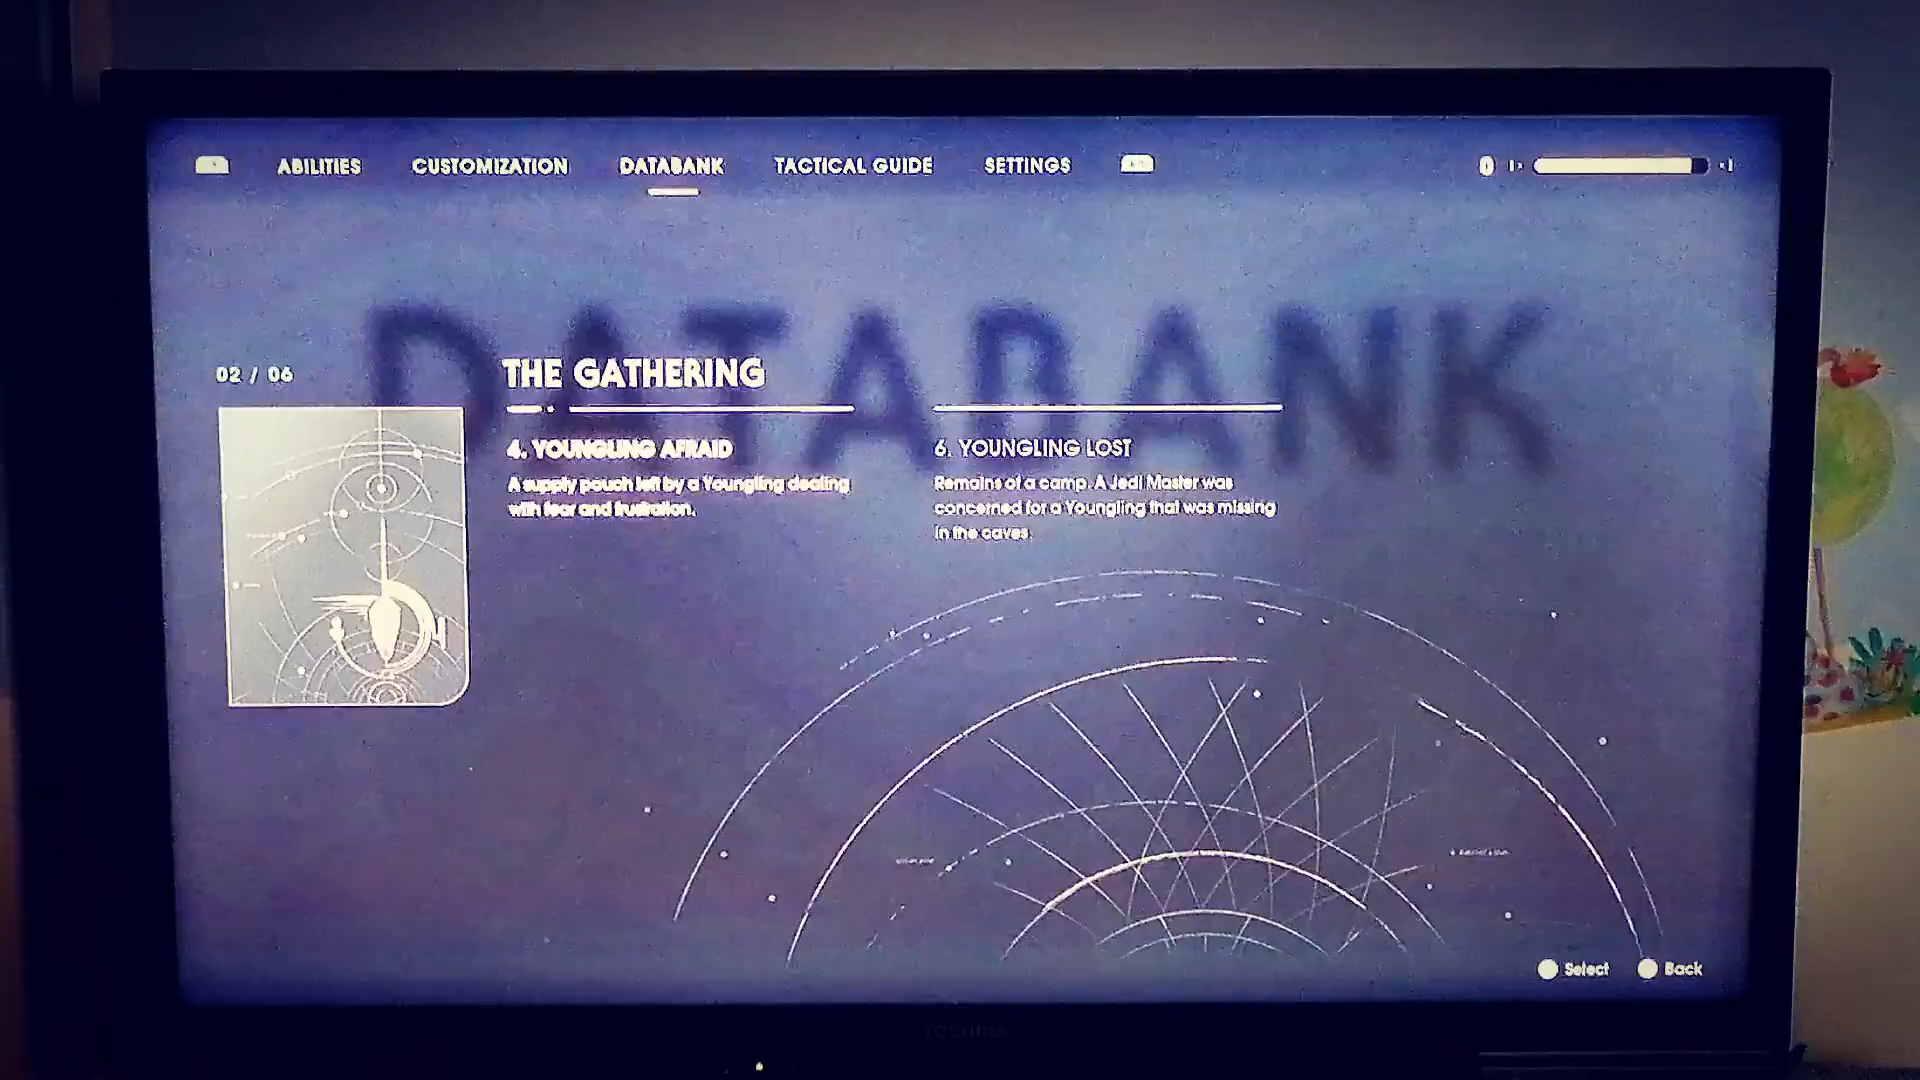 ABILITIES CUSTOMIZATION DATABANK TACTICAL GUIDE SETTINGS
0
DATABANK
02 / 06
THE GATHERING
4. YOUNGLING AFRAID
A supply pouch left by a Youngling dealing
with fear and frustration.
6. YOUNGLING LOST
Remains of a camp. A Jedi Master was
concerned for a Youngling that was missing
in the caves.
Select Back
TOSHIBA